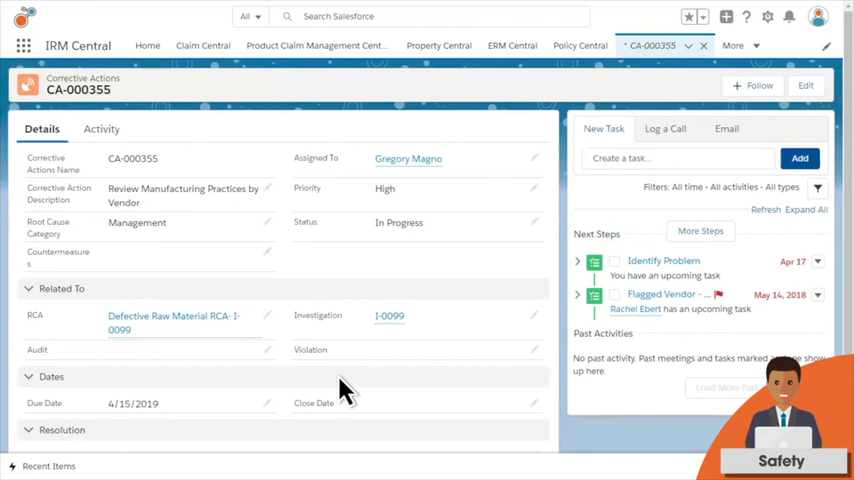 All
Search Salesforce
IRM Central
Home
Claim Central
Product Claim Management Cent...
Property Central
ERM Central
Policy Central
* CA-000355
More
Corrective Actions
CA-000355
+ Follow
Edit
Details
Activity
Corrective
Actions Name
CA-000355
Assigned To
Gregory Magno
Corrective Action
Description
Review Manufacturing Practices by
Vendor
Priority
High
Root Cause
Category
Management
Status
In Progress
Countermeasure
s
Related To
RCA
Defective Raw Material RCA- I-
0099
Investigation
I-0099
Audit
Violation
Dates
Due Date
4/15/2019
Close Date
Resolution
New Task
Log a Call
Email
Create a task...
Add
Filters: All time • All activities • All types
Refresh Expand All
Next Steps
More Steps
Identify Problem
Apr 17
You have an upcoming task
Flagged Vendor - ...
May 14, 2018
Rachel Ebert has an upcoming task
Past Activities
No past activity. Past meetings and tasks marked as done show
up here.
Load More Past
Safety
Recent Items